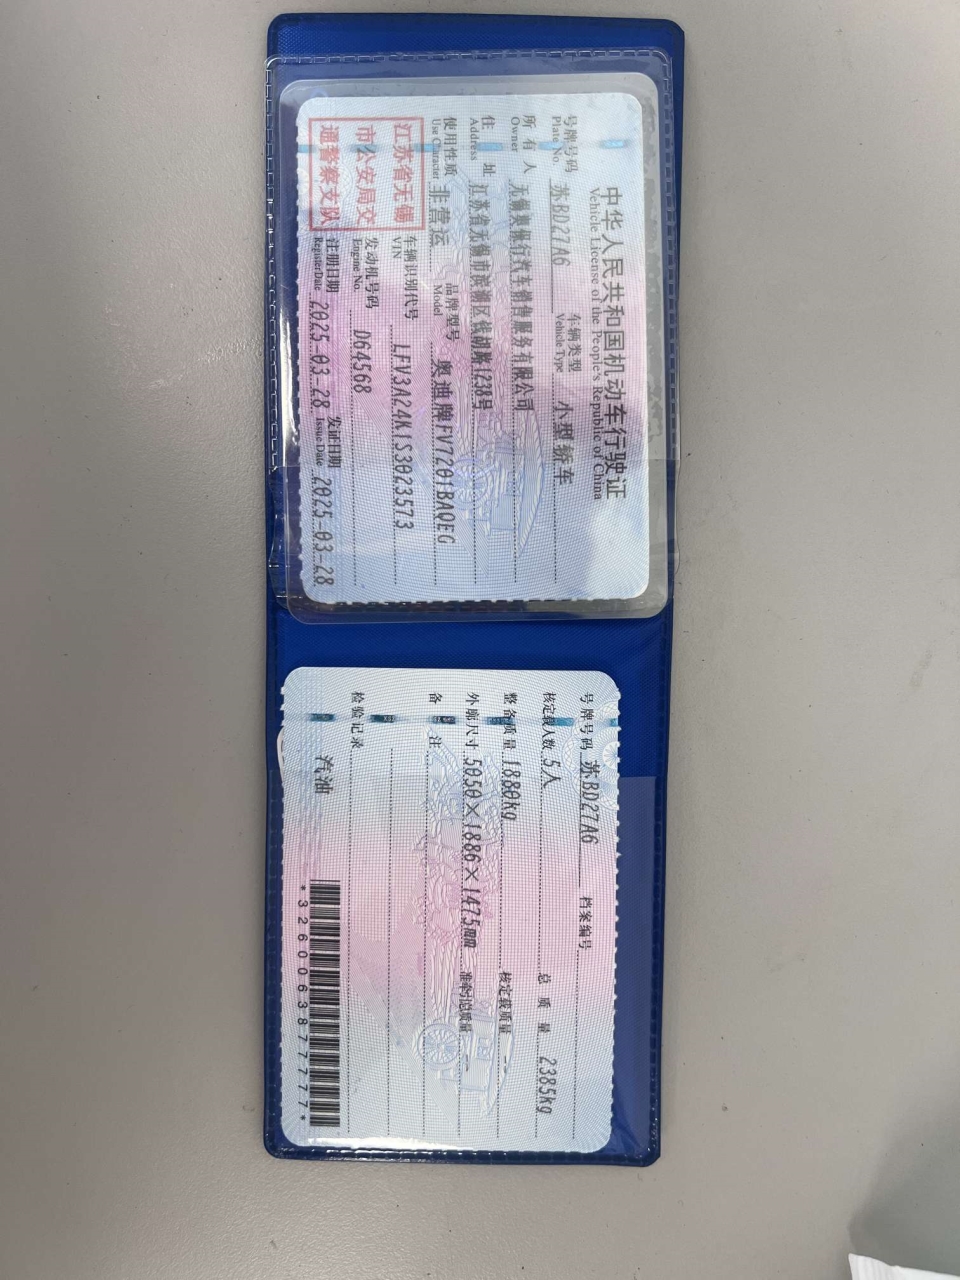 中华人民共和国机动车行驶证
Vehicle License of the People's Republic of China
号牌号码 苏BD27A6 车辆类型 小型轿车
Plate No. Vehicle Type
所有人 无锡奥捷行汽车销售服务有限公司
Owner
住址 江苏省无锡市滨湖区钱胡路1238号
Address
使用性质 非营运 品牌型号 奥迪牌FV7201BAQEG
Use Character Model
江苏省无锡市公安局交通警察支队
车辆识别代号 LFV3A24K1S3023573
VIN
发动机号码 D64568
Engine No.
注册日期 2025-03-28 发证日期 2025-03-28
Register Date Issue Date
号牌号码 苏BD27A6 档案编号
核定载人数 5人 总质量 2385kg
整备质量 1880kg 核定载质量
外廓尺寸 5050×1886×1475mm 准牵引总质量
备注
检验记录
汽油
*3260063877777*